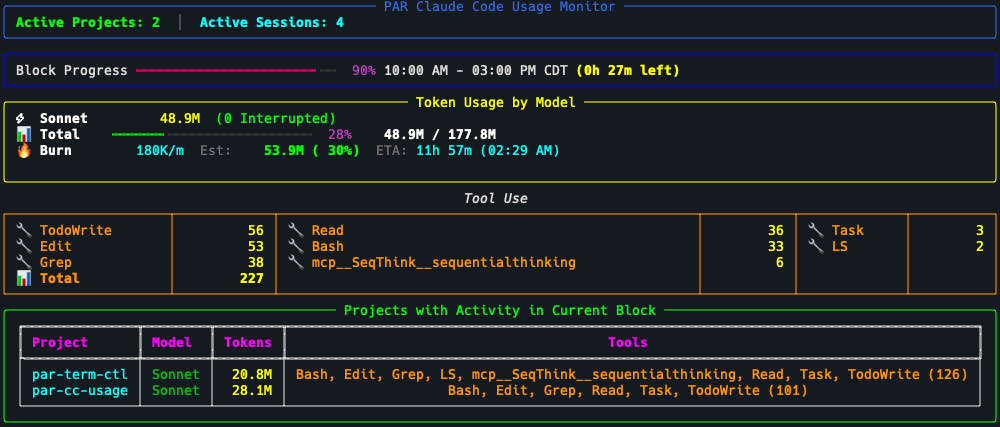 PAR Claude Code Usage Monitor
Active Projects: 2 │ Active Sessions: 4
Block Progress 90% 10:00 AM - 03:00 PM CDT (0h 27m left)
Token Usage by Model
⚡ Sonnet 48.9M (0 Interrupted)
📊 Total 28% 48.9M / 177.8M
🔥 Burn 180K/m Est: 53.9M ( 30%) ETA: 11h 57m (02:29 AM)
Tool Use
🔧 TodoWrite 56 🔧 Read 36 🔧 Task 3
🔧 Edit 53 🔧 Bash 33 🔧 LS 2
🔧 Grep 38 🔧 mcp__SeqThink__sequentialthinking 6
📊 Total 227
Projects with Activity in Current Block
Project Model Tokens Tools
par-term-ctl Sonnet 20.8M Bash, Edit, Grep, LS, mcp__SeqThink__sequentialthinking, Read, Task, TodoWrite (126)
par-cc-usage Sonnet 28.1M Bash, Edit, Grep, Read, Task, TodoWrite (101)